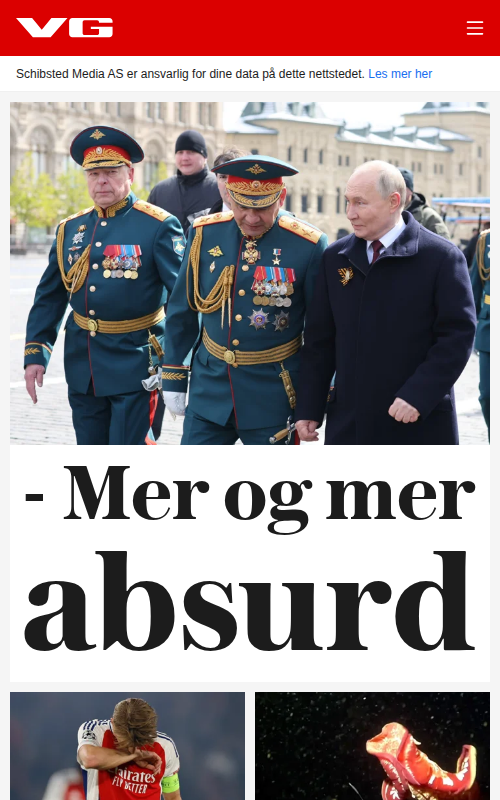 VG
Schibsted Media AS er ansvarlig for dine data på dette nettstedet. Les mer her
- Mer og mer
absurd
Emirates
FLY BETTER